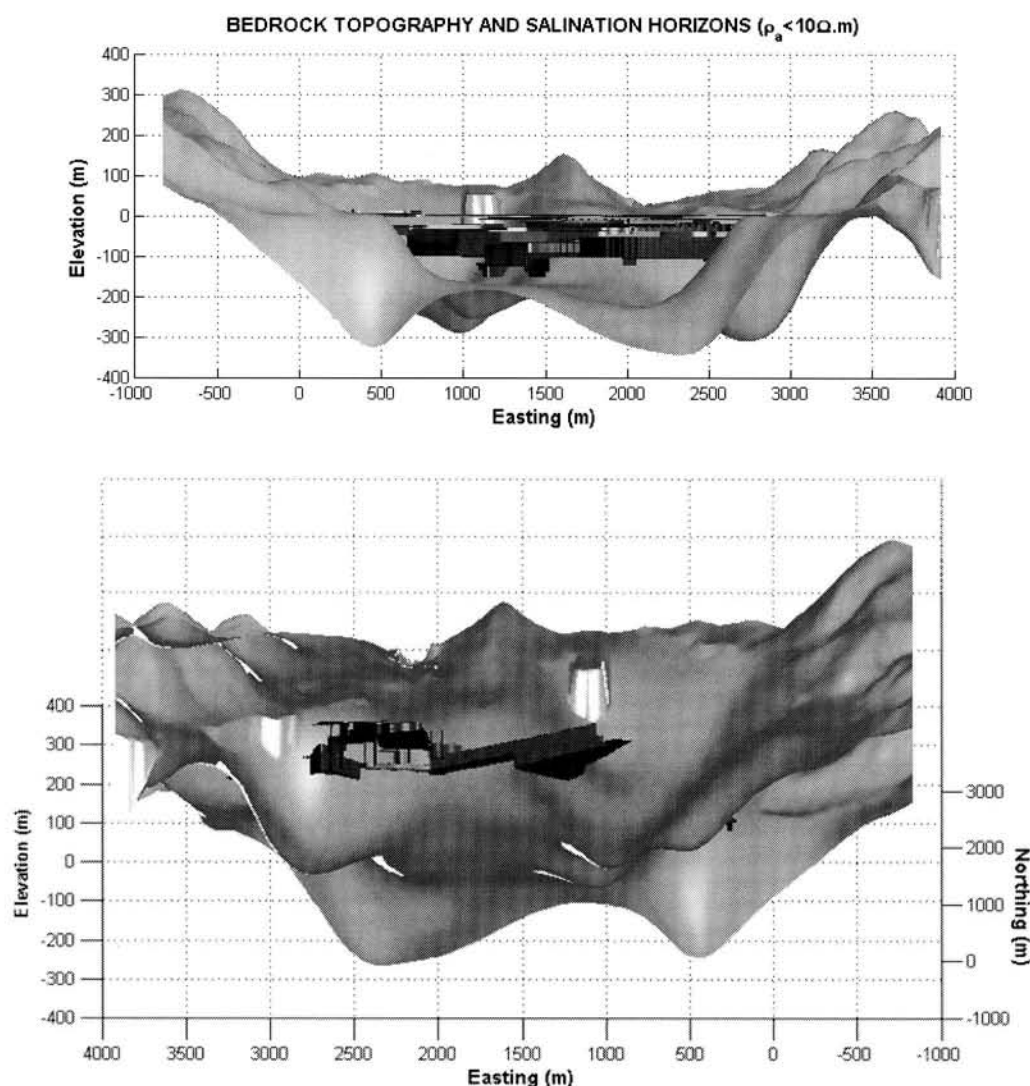 BEDROCK TOPOGRAPHY AND SALINATION HORIZONS (ρa<10Ω.m)
400
300
200
100
0
-100
-200
-300
-400
Elevation (m)
-1000 -500 0 500 1000 1500 2000 2500 3000 3500 4000
Easting (m)
400
300
200
100
0
-100
-200
-300
-400
Elevation (m)
3000
2000
1000
0
-1000
Northing (m)
4000 3500 3000 2500 2000 1500 1000 500 0 -500 -1000
Easting (m)